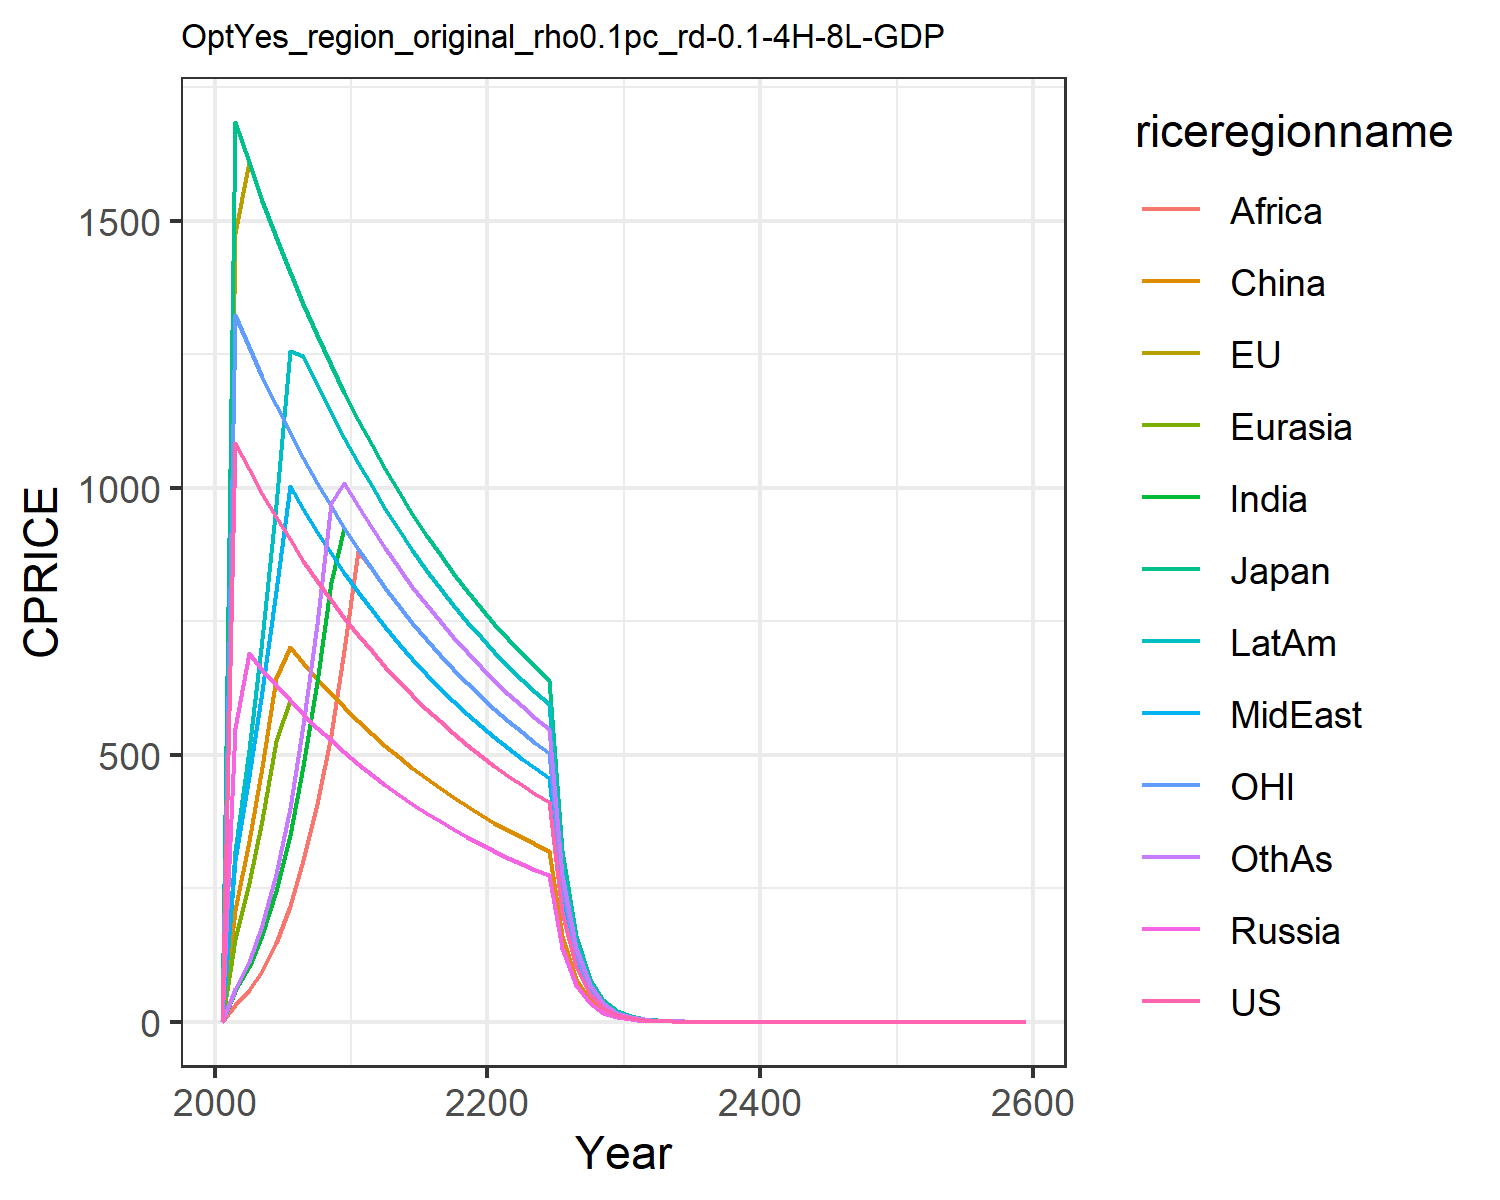 OptYes_region_original_rho0.1pc_rd-0.1-4H-8L-GDP
CPRICE
1500
1000
500
0
2000
2200
2400
2600
Year
riceregionname
Africa
China
EU
Eurasia
India
Japan
LatAm
MidEast
OHI
OthAs
Russia
US